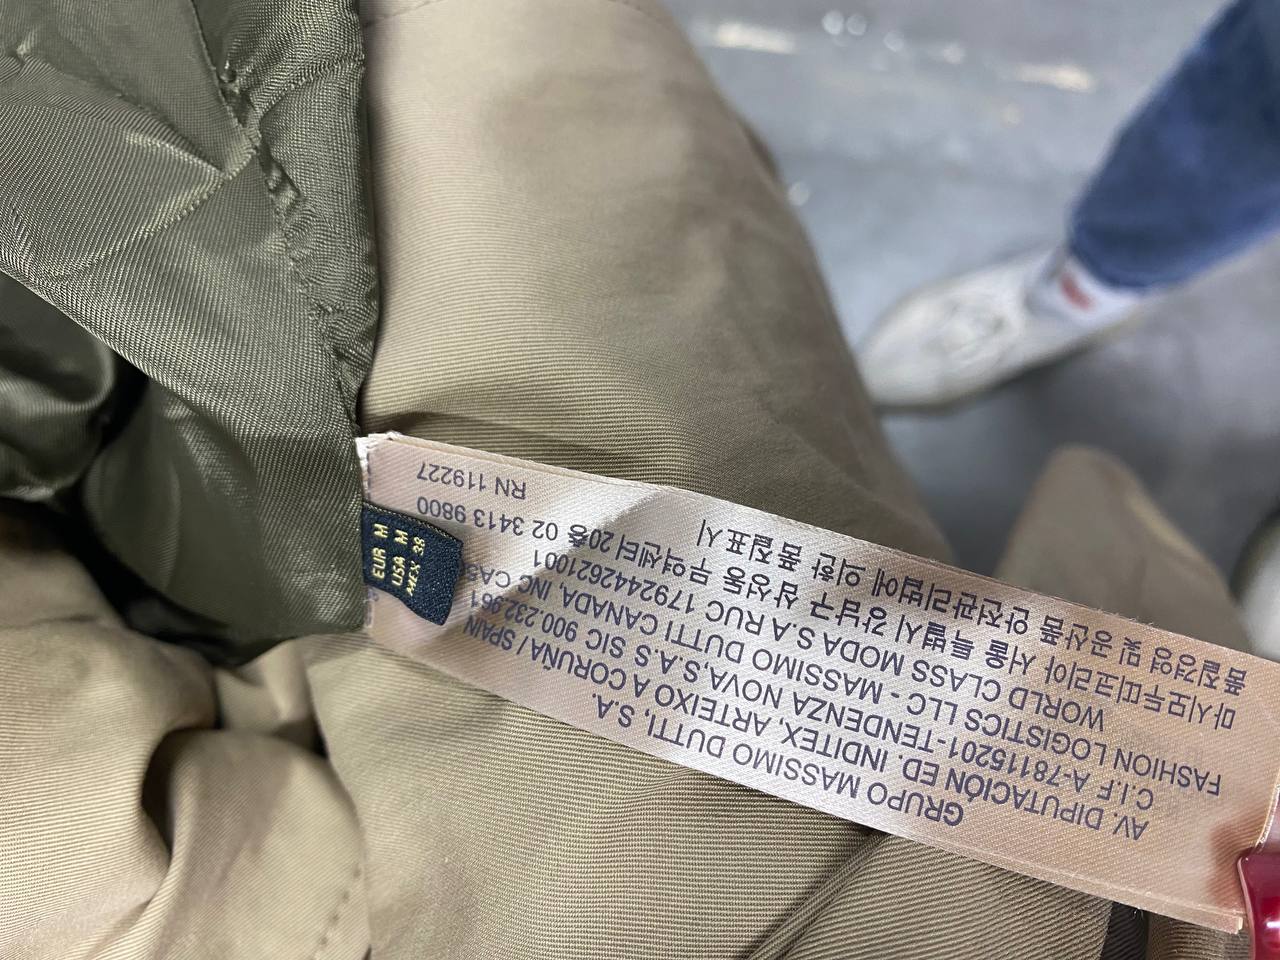 EUR M
USA M
MEX 38
GRUPO MASSIMO DUTTI, S.A.
AV. DIPUTACIÓN ED. INDITEX, ARTEIXO A CORUNA / SPAIN
C.I.F A-78115201-TENDENZA NOVA,S.A.S SIC 900.232.961
FASHION LOGISTICS LLC - MASSIMO DUTTI CANADA, INC
WORLD CLASS MODA S.A RUC 1792442621001
마시모두띠코리아 서울 특별시 강남구 삼성동 무역센터 20층 02 3413 9800
품질경영 및 공산품 안전관리법에 의한 품질표시
RN 119227